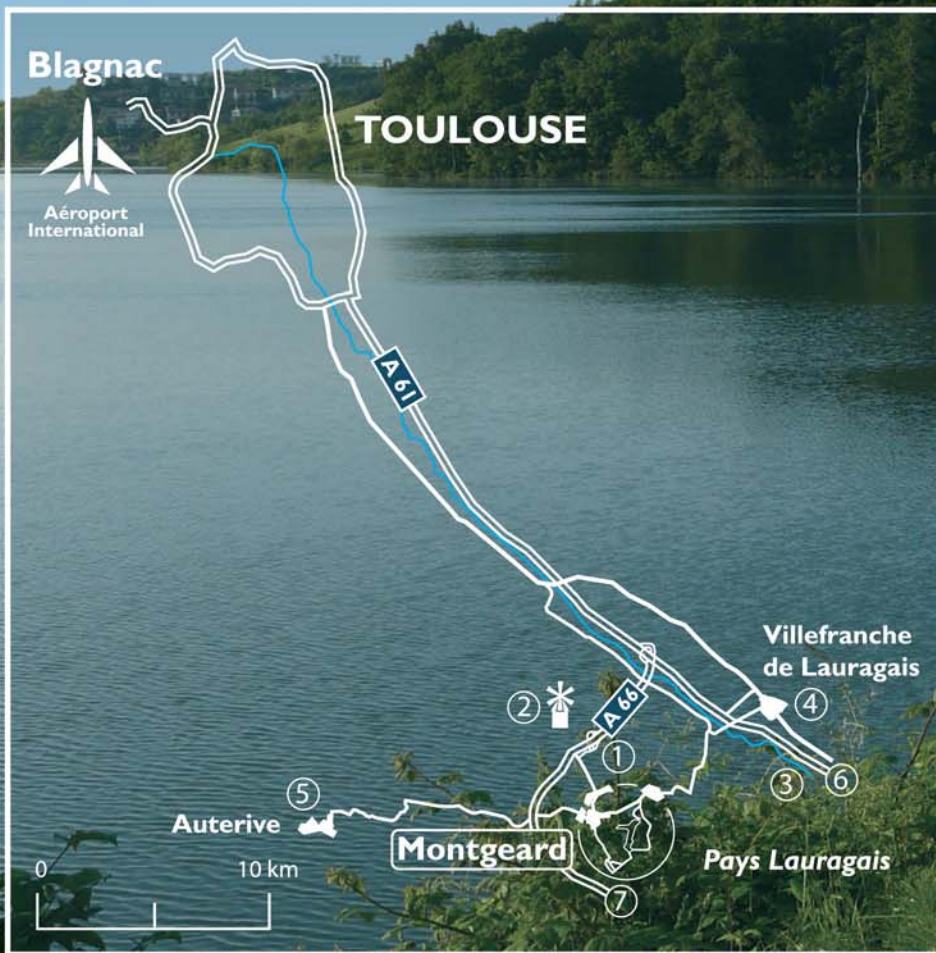 Blagnac
Aéroport
International
TOULOUSE
A 61
Villefranche
de Lauragais
4
2
A 66
1
3
6
5
Auterive
Montgeard
Pays Lauragais
0
10 km
7